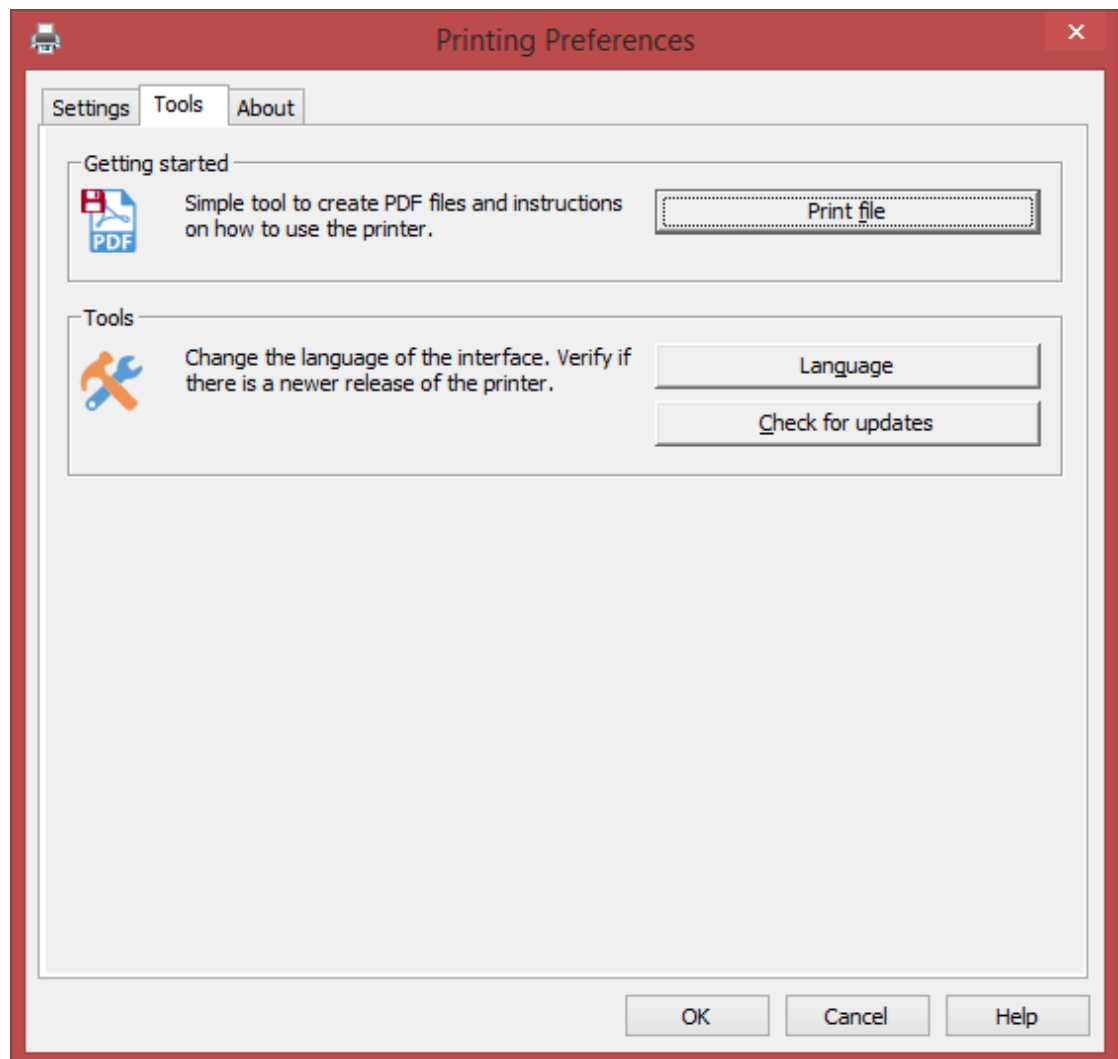 Printing Preferences
Settings Tools About
Getting started
Simple tool to create PDF files and instructions
on how to use the printer.
Print file
PDF
Tools
Change the language of the interface. Verify if
there is a newer release of the printer.
Language
Check for updates
OK Cancel Help